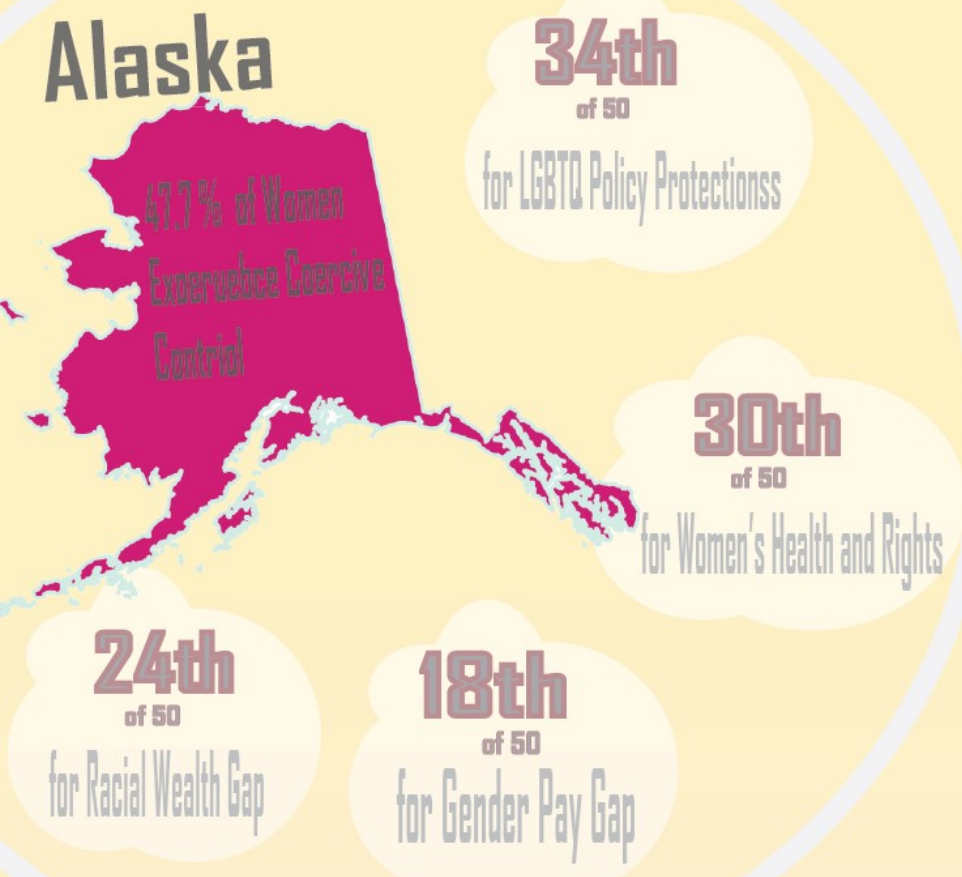 Alaska
47.7 % of Women
Exoeruebce Coercive
Contriol
34th
of 50
for LGBTQ Policy Protectionss
30th
of 50
for Women's Health and Rights
24th
of 50
for Racial Wealth Gap
18th
of 50
for Gender Pay Gap